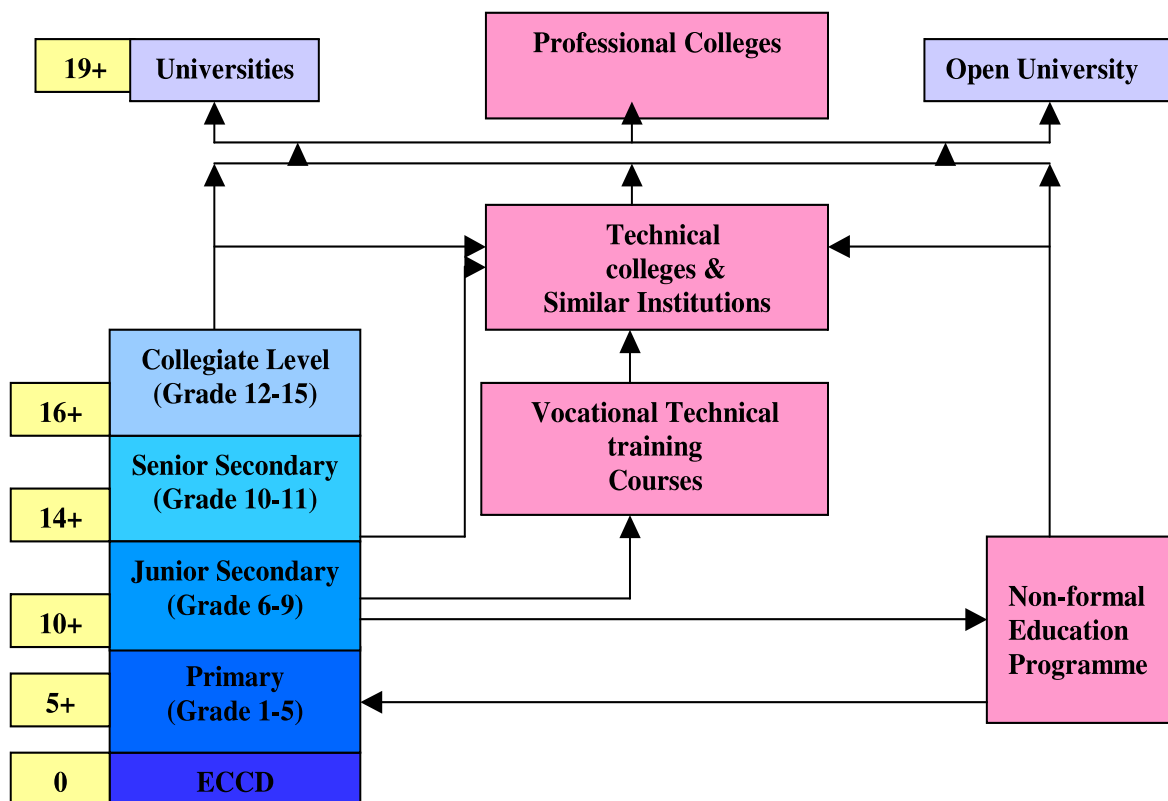 Professional Colleges
19+
Universities
Open University
Technical
colleges &
Similar Institutions
Collegiate Level
(Grade 12-15)
16+
Vocational Technical
training
Courses
Senior Secondary
(Grade 10-11)
14+
Junior Secondary
(Grade 6-9)
10+
Non-formal
Education
Programme
Primary
(Grade 1-5)
5+
0
ECCD